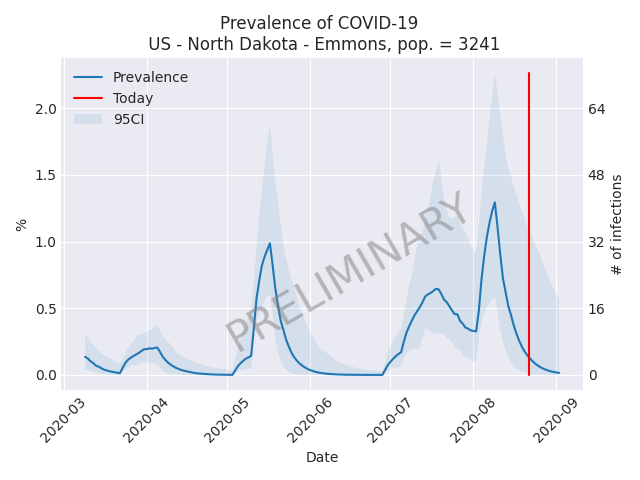 Prevalence of COVID-19
US - North Dakota - Emmons, pop. = 3241
Prevalence
Today
95CI
2.0
1.5
1.0
0.5
0.0
%
64
48
32
16
0
# of infections
PRELIMINARY
2020-03
2020-04
2020-05
2020-06
2020-07
2020-08
2020-09
Date